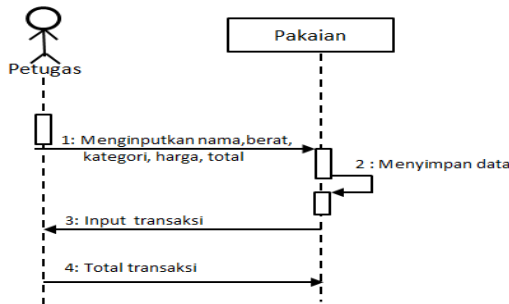 Petugas
Pakaian
1: Menginputkan nama,berat,
kategori, harga, total
2 : Menyimpan data
3: Input transaksi
4: Total transaksi